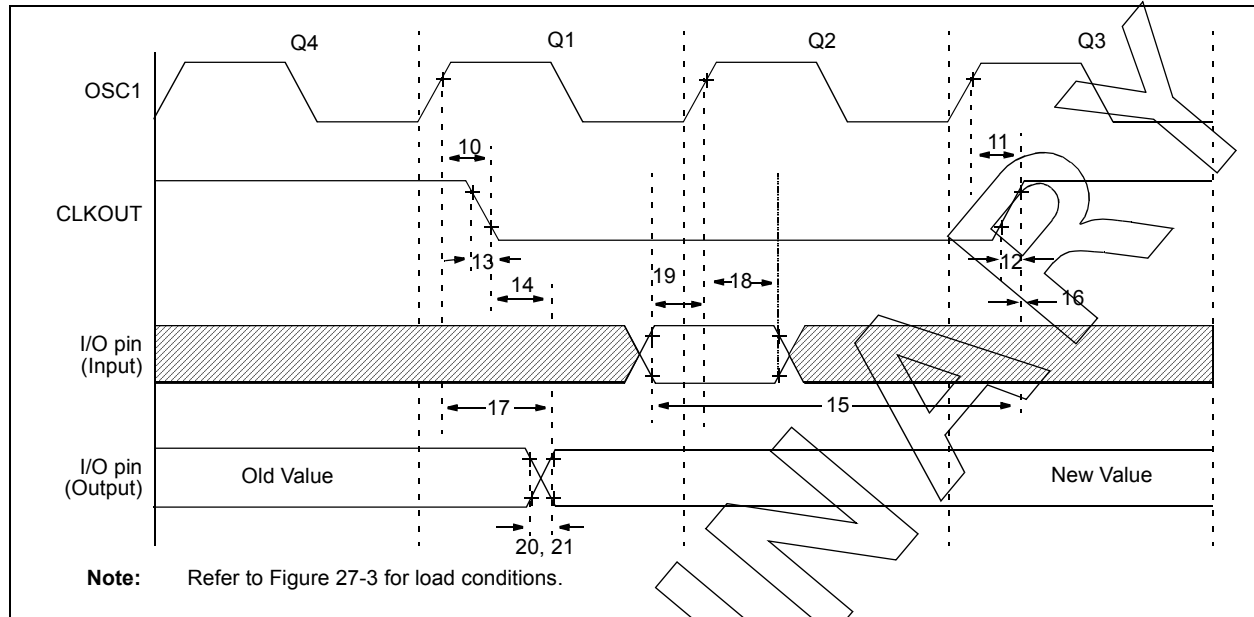 Q4 Q1 Q2 Q3
OSC1
10 11
CLKOUT
13 12
14 19 18 16
I/O pin
(Input)
17 15
I/O pin
(Output)
Old Value New Value
20, 21
Note: Refer to Figure 27-3 for load conditions.
INARY